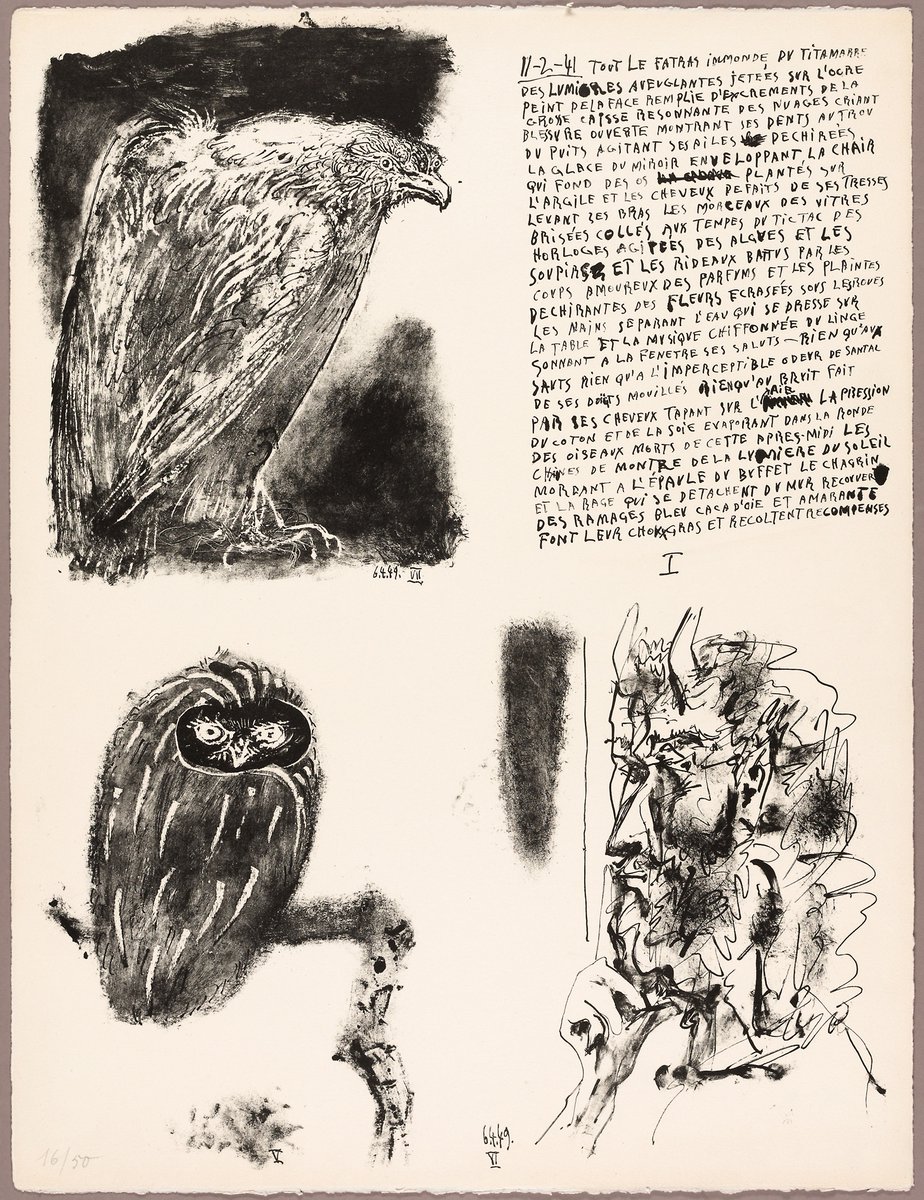 11-2-41 TOUT LE FATRAS IMMONDE DU TITAMARRE
DES LUMIÈRES AVEUGLANTES JETÉES SUR L'OGRE
PEINT DE LA FACE REMPLIE D'EXCREMENTS DE LA
GROSSE CAISSE RESONNANTE DES NUAGES CRIANT
BLESSURE OUVERTE MONTRANT SES DENTS AU TROU
DU PUITS AGITANT SES AILES DECHIREES
LA GLACE DU MIROIR ENVELOPPANT LA CHAIR
QUI FOND DES OS PLANTÉS SUR
L'ARGILE ET LES CHEVEUX DEFAITS DE SES TRESSES
LEVANT SES BRAS LES MORCEAUX DES VITRES
BRISÉES COLLÉS AUX TEMPES DU TIC TAC DES
HORLOGES AGITÉES DES ALGUES ET LES
SOUPIRS ET LES RIDEAUX BATTUS PAR LES
COUPS AMOUREUX DES PARFUMS ET LES PLAINTES
DECHIRANTES DES FLEURS ECRASEÉS SOUS LES ROUES
LES MAINS SEPARANT L'EAU QUI SE DRESSE SUR
LA TABLE ET LA MUSIQUE CHIFFONNÉE DU LINGE
SONNANT A LA FENETRE SES SALUTS — RIEN QU'AUX
SAUTS RIEN QU'A L'IMPERCEPTIBLE ODEUR DE SANTAL
DE SES DOIGTS MOUILLÉS RIEN QU'AU BRUIT FAIT
PAR SES CHEVEUX TAPANT SUR L'AIR LA PRESSION
DU COTON ET DE LA SOIE EVAPORANT DANS LA RONDE
DES OISEAUX MORTS DE CETTE APRES-MIDI LES
CHAINES DE MONTRE DE LA LUMIERE DU SOLEIL
MORDANT A L'ÉPAULE DU BUFFET LE CHAGRIN
ET LA RAGE QUI SE DETACHENT DU MUR RECOUVERT
DES RAMAGES BLEU CACA D'OIE ET AMARANTE
FONT LEUR CHOUX GRAS ET RECOLTENT RECOMPENSES
I
6.4.49. VII
V
6.4.49.
VI
16/50